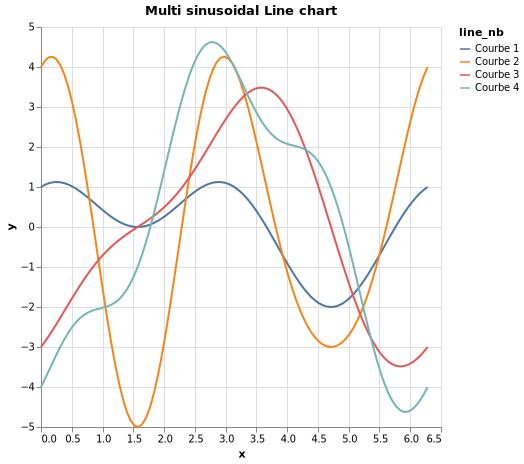 Multi sinusoidal Line chart
line_nb
Courbe 1
Courbe 2
Courbe 3
Courbe 4
y
5
4
3
2
1
0
−1
−2
−3
−4
−5
0.0 0.5 1.0 1.5 2.0 2.5 3.0 3.5 4.0 4.5 5.0 5.5 6.0 6.5
x